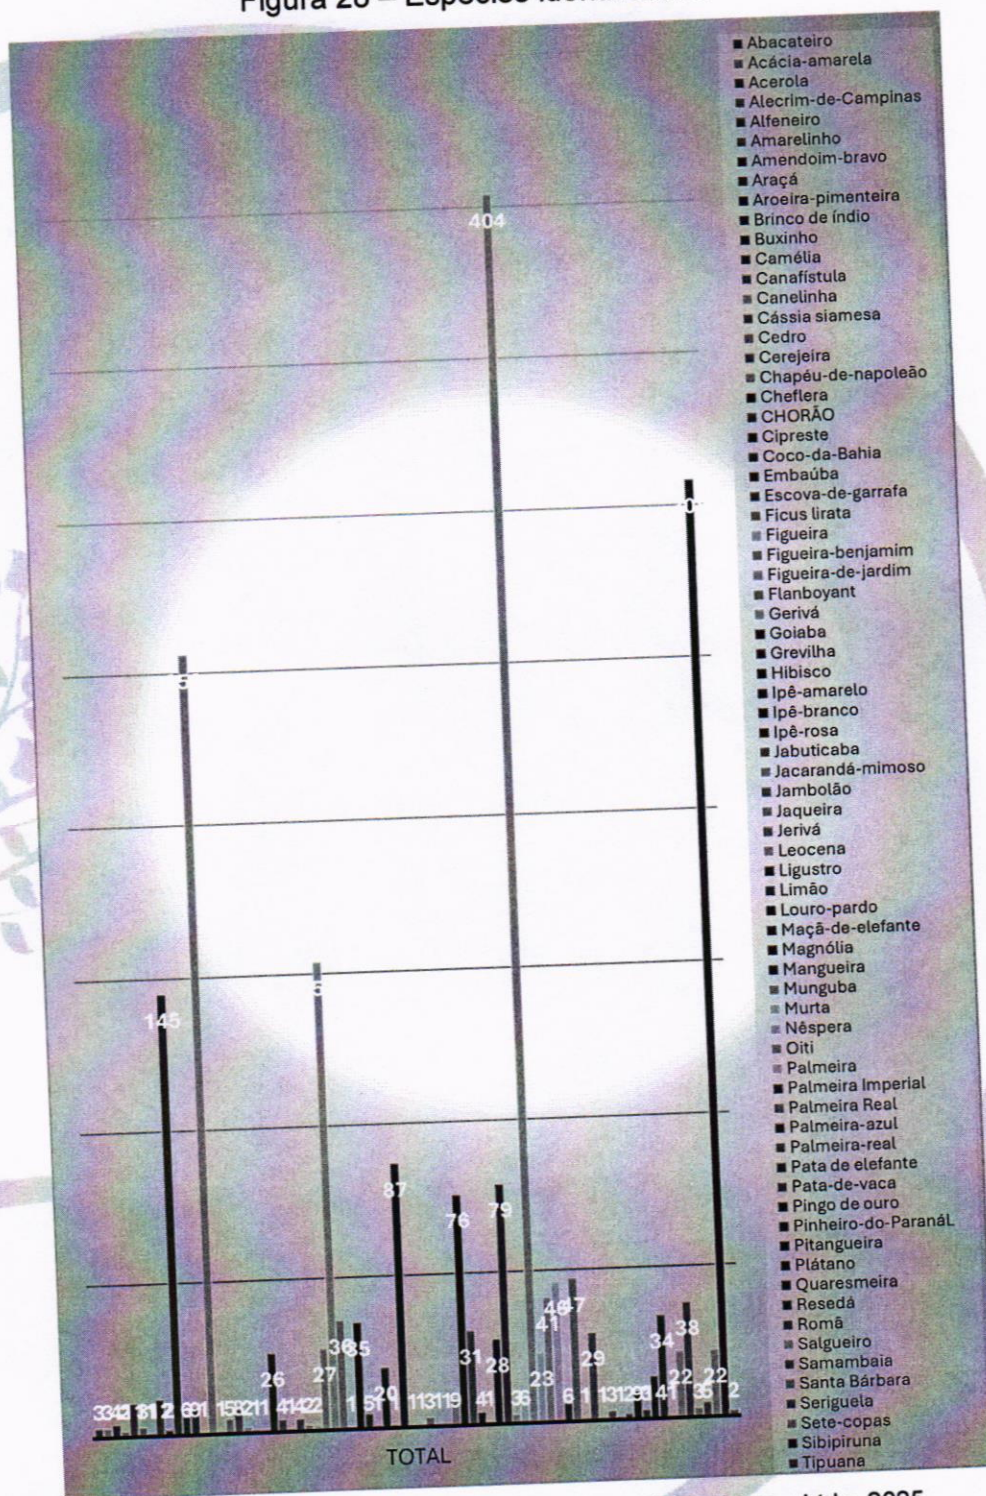 Figura 26 – Espécies
Abacateiro
Acácia-amarela
Acerola
Alecrim-de-Campinas
Alfeneiro
Amarelinho
Amendoim-bravo
Araçá
Aroeira-pimenteira
Brinco de índio
Buxinho
Camélia
Canafístula
Canelinha
Cássia siamesa
Cedro
Cerejeira
Chapéu-de-napoleão
Cheflera
CHORÃO
Cipreste
Coco-da-Bahia
Embaúba
Escova-de-garrafa
Ficus lirata
Figueira
Figueira-benjamim
Figueira-de-jardim
Flanboyant
Gerivá
Goiaba
Grevilha
Hibisco
Ipê-amarelo
Ipê-branco
Ipê-rosa
Jabuticaba
Jacarandá-mimoso
Jambolão
Jaqueira
Jerivá
Leocena
Ligustro
Limão
Louro-pardo
Maçã-de-elefante
Magnólia
Mangueira
Munguba
Murta
Nêspera
Oiti
Palmeira
Palmeira Imperial
Palmeira Real
Palmeira-azul
Palmeira-real
Pata de elefante
Pata-de-vaca
Pingo de ouro
Pinheiro-do-ParanáL
Pitangueira
Plátano
Quaresmeira
Resedá
Romã
Salgueiro
Samambaia
Santa Bárbara
Seriguela
Sete-copas
Sibipiruna
Tipuana
404
145
87
76
79
26
27
36
35
20
31
28
23
41
46
47
29
34
38
22
22
2
TOTAL
2025